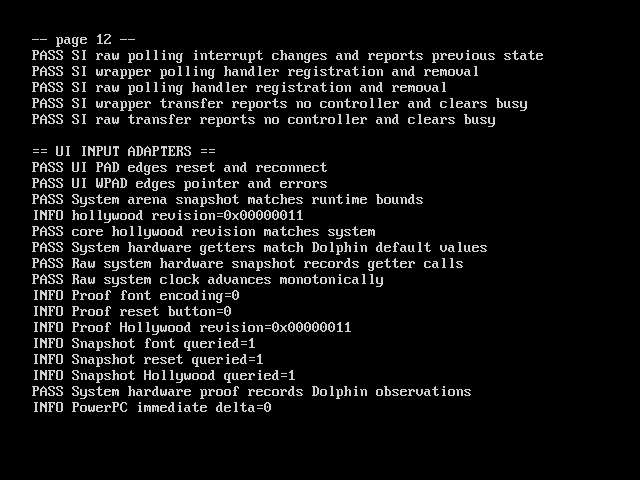 -- page 12 --
PASS SI raw polling interrupt changes and reports previous state
PASS SI wrapper polling handler registration and removal
PASS SI raw polling handler registration and removal
PASS SI wrapper transfer reports no controller and clears busy
PASS SI raw transfer reports no controller and clears busy
== UI INPUT ADAPTERS ==
PASS UI PAD edges reset and reconnect
PASS UI WPAD edges pointer and errors
PASS System arena snapshot matches runtime bounds
INFO hollywood revision=0x00000011
PASS core hollywood revision matches system
PASS System hardware getters match Dolphin default values
PASS Raw system hardware snapshot records getter calls
PASS Raw system clock advances monotonically
INFO Proof font encoding=0
INFO Proof reset button=0
INFO Proof Hollywood revision=0x00000011
INFO Snapshot font queried=1
INFO Snapshot reset queried=1
INFO Snapshot Hollywood queried=1
PASS System hardware proof records Dolphin observations
INFO PowerPC immediate delta=0